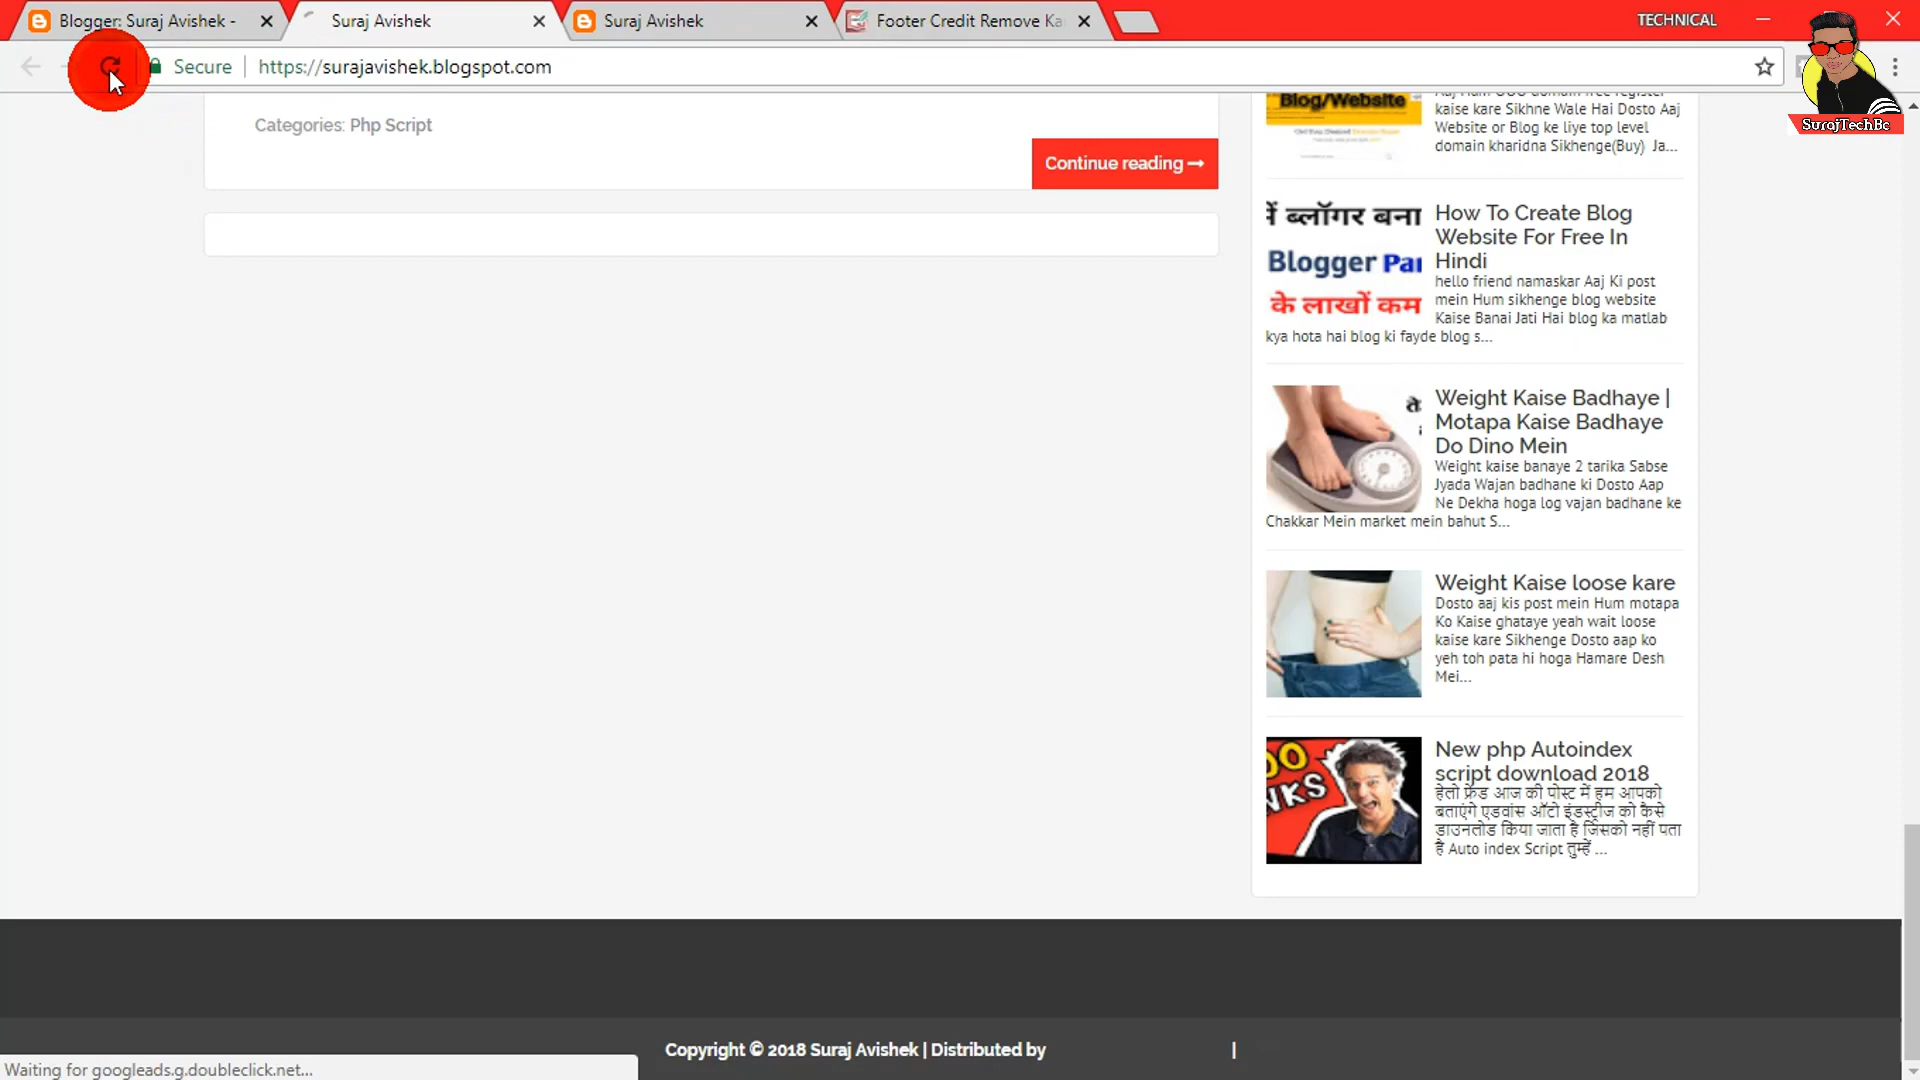 Blogger: Suraj Avishek -
Suraj Avishek
Suraj Avishek
Footer Credit Remove Ka
TECHNICAL
Secure
https://surajavishek.blogspot.com
SurajTechBc
Categories: Php Script
Continue reading →
Blog/Website
kaise kare Sikhne Wale Hai Dosto Aaj
Website or Blog ke liye top level
domain kharidna Sikhenge(Buy) Ja...
में ब्लॉगर बना
Blogger Pa
के लाखों कम
How To Create Blog
Website For Free In
Hindi
hello friend namaskar Aaj Ki post
mein Hum sikhenge blog website
Kaise Banai Jati Hai blog ka matlab
kya hota hai blog ki fayde blog s...
Weight Kaise Badhaye |
Motapa Kaise Badhaye
Do Dino Mein
Weight kaise banaye 2 tarika Sabse
Jyada Wajan badhane ki Dosto Aap
Ne Dekha hoga log vajan badhane ke
Chakkar Mein market mein bahut S...
Weight Kaise loose kare
Dosto aaj kis post mein Hum motapa
Ko Kaise ghataye yeah wait loose
kaise kare Sikhenge Dosto aap ko
yeh toh pata hi hoga Hamare Desh
Mei...
New php Autoindex
script download 2018
हेलो फ्रेंड आज की पोस्ट में हम आपको
बताएंगे एडवांस ऑटो इंडस्ट्रीज को कैसे
डाउनलोड किया जाता है जिसको नहीं पता
है Auto index Script तुम्हें ...
Copyright © 2018 Suraj Avishek | Distributed by |
Waiting for googleads.g.doubleclick.net...